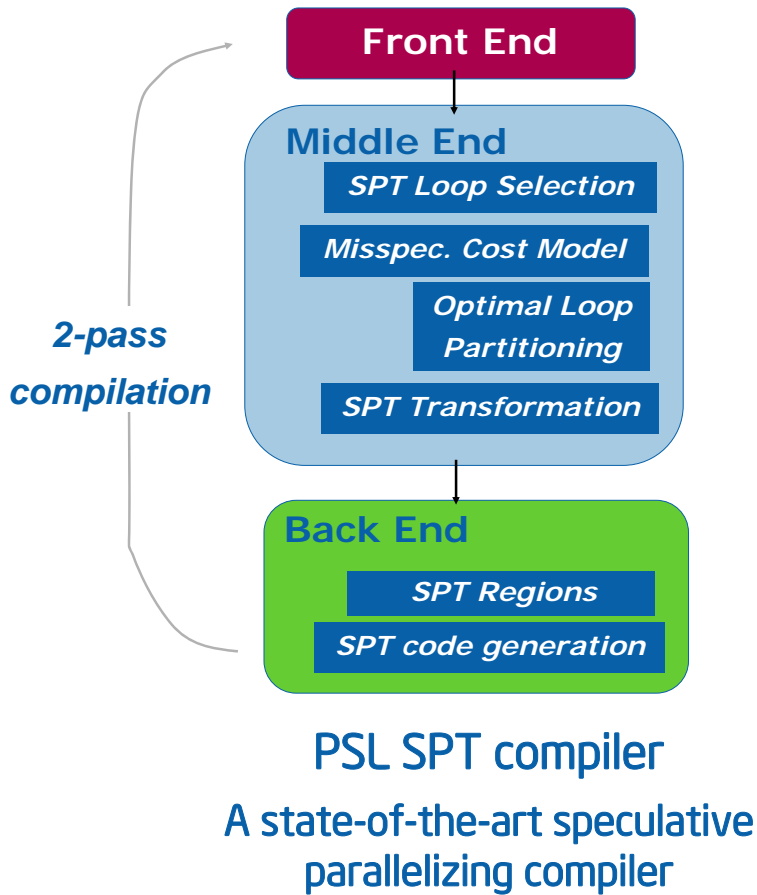 Front End
Middle End
SPT Loop Selection
Misspec. Cost Model
Optimal Loop
Partitioning
SPT Transformation
2-pass
compilation
Back End
SPT Regions
SPT code generation
PSL SPT compiler
A state-of-the-art speculative
parallelizing compiler